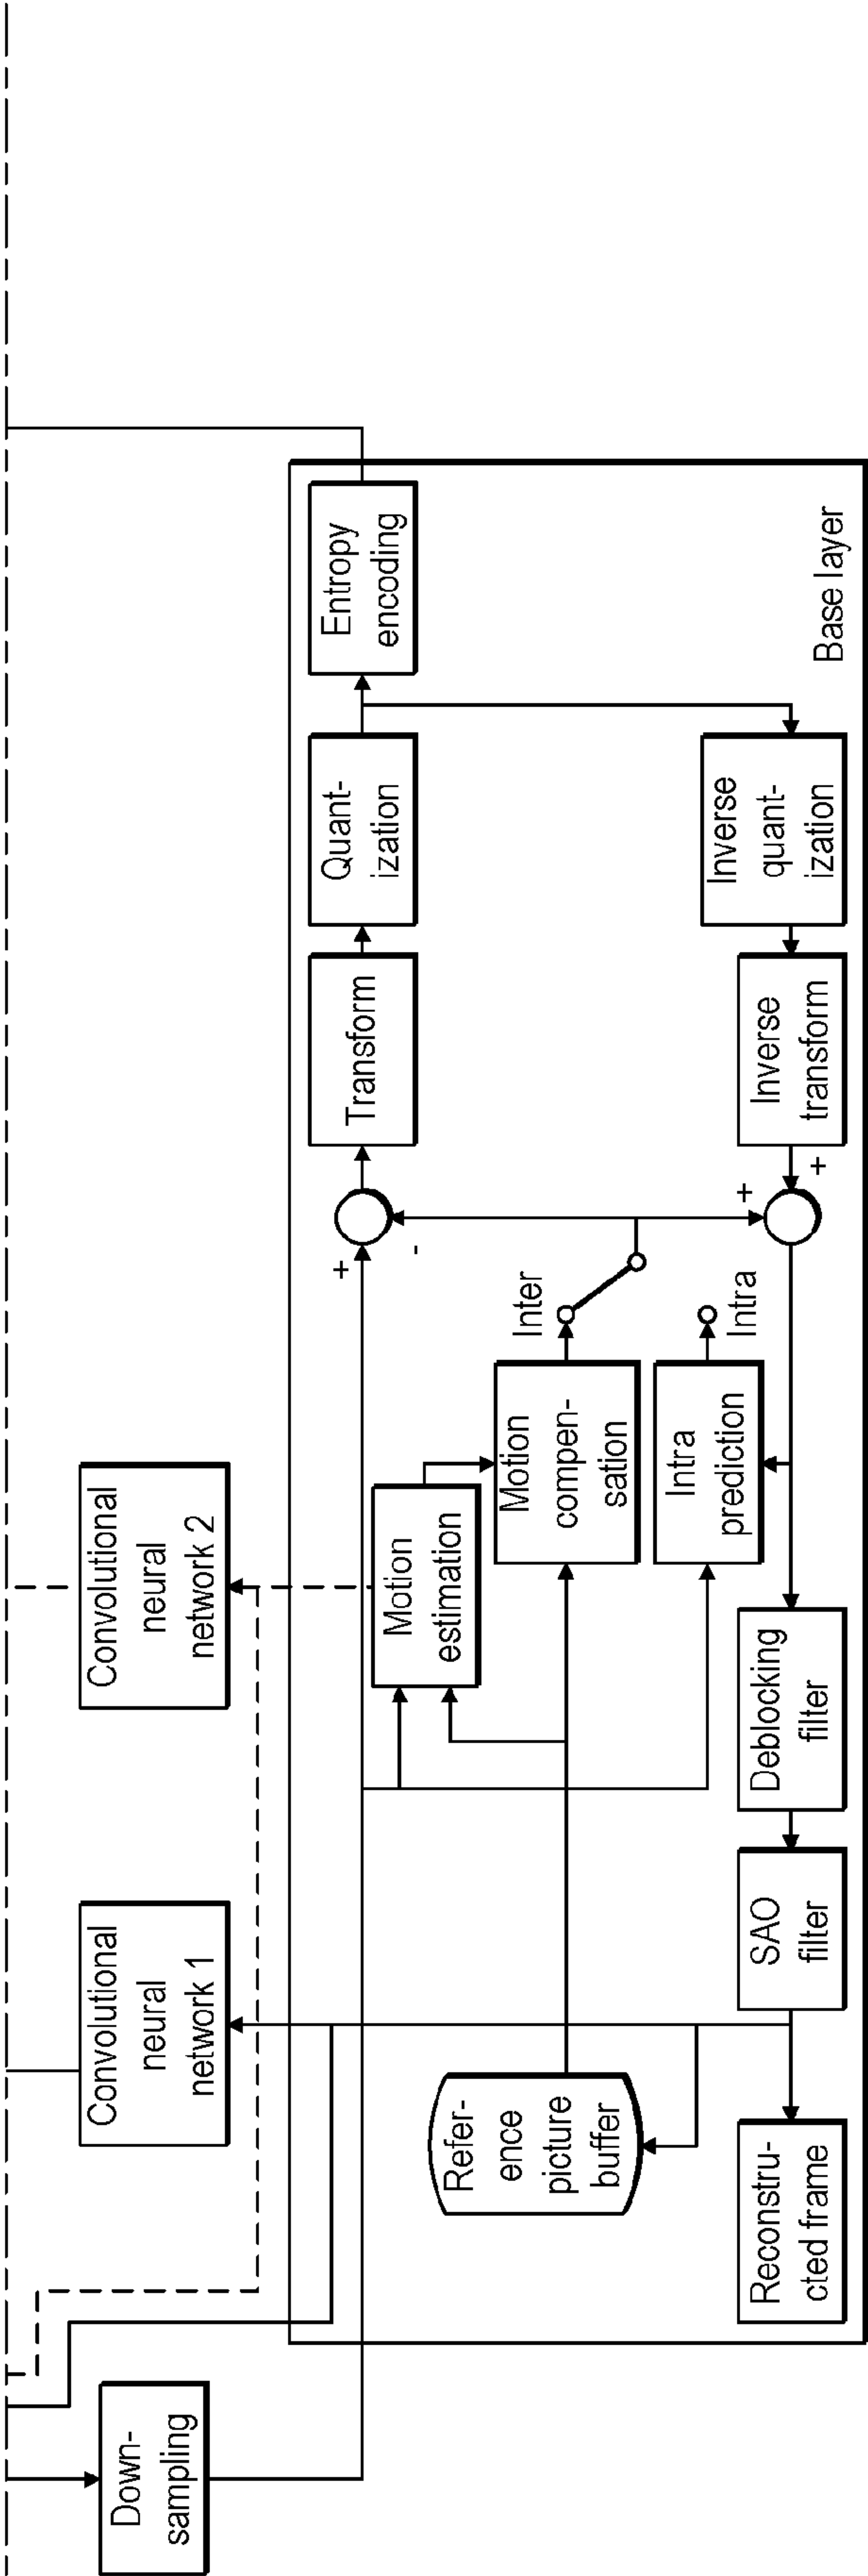 Down-
sampling
Convolutional
neural
network 1
Convolutional
neural
network 2
Refer-
ence
picture
buffer
Motion
estimation
Motion
compen-
sation
Inter
Intra
prediction
Intra
+
-
Transform
Quant-
ization
Entropy
encoding
Reconstru-
cted frame
SAO
filter
Deblocking
filter
+
+
Inverse
transform
Inverse
quant-
ization
Base layer